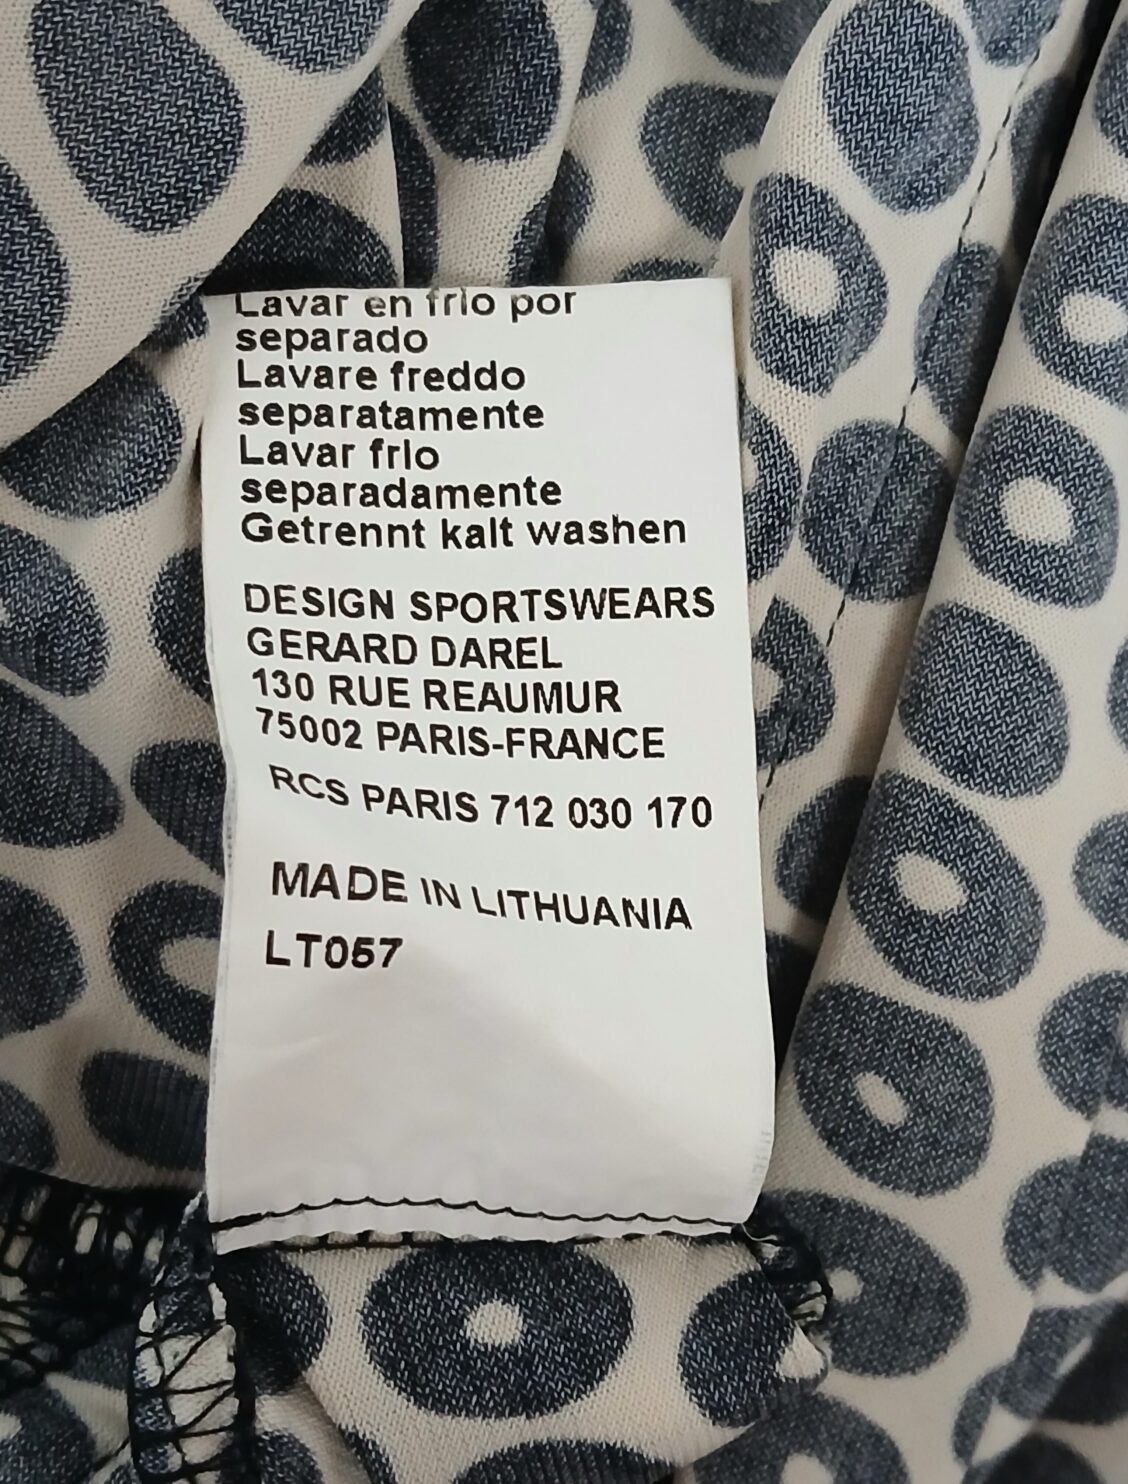 Lavar en frio por
separado
Lavare freddo
separatamente
Lavar frio
separadamente
Getrennt kalt washen
DESIGN SPORTSWEARS
GERARD DAREL
130 RUE REAUMUR
75002 PARIS-FRANCE
RCS PARIS 712 030 170
MADE IN LITHUANIA
LT057